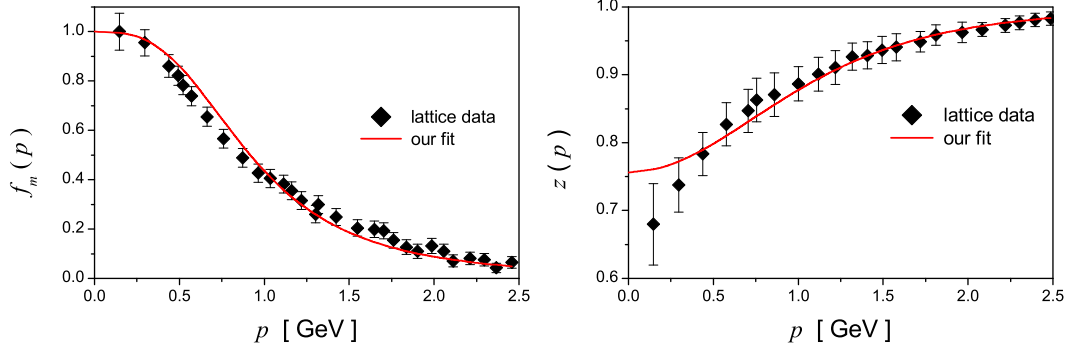 1.0
0.8
0.6
0.4
0.2
0.0
f_m ( p )
lattice data
our fit
0.0 0.5 1.0 1.5 2.0 2.5
p [ GeV ]
1.0
0.9
0.8
0.7
0.6
z ( p )
lattice data
our fit
0.0 0.5 1.0 1.5 2.0 2.5
p [ GeV ]